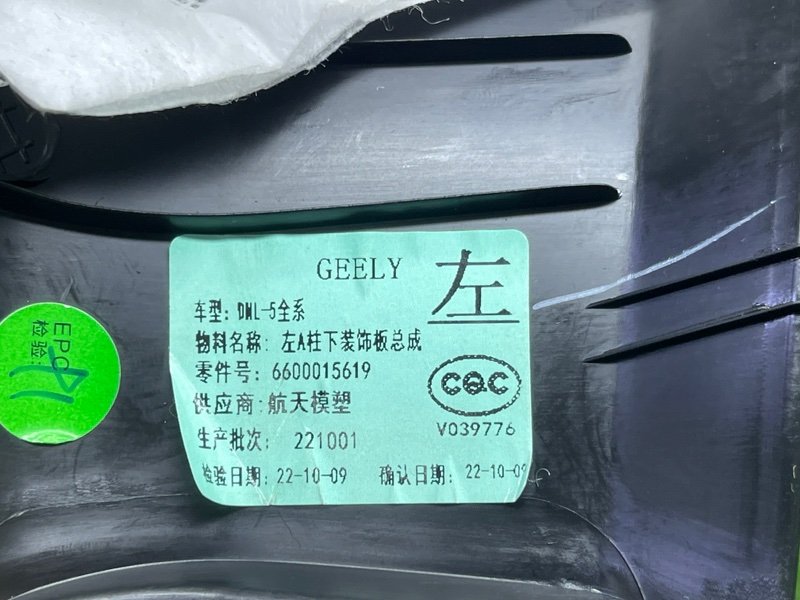 GEELY
左
车型: DHL-5全系
物料名称: 左A柱下装饰板总成
零件号: 6600015619
供应商:航天模塑
生产批次: 221001
检验日期: 22-10-09 确认日期: 22-10-09
CQC
V039776
EPC
检验: